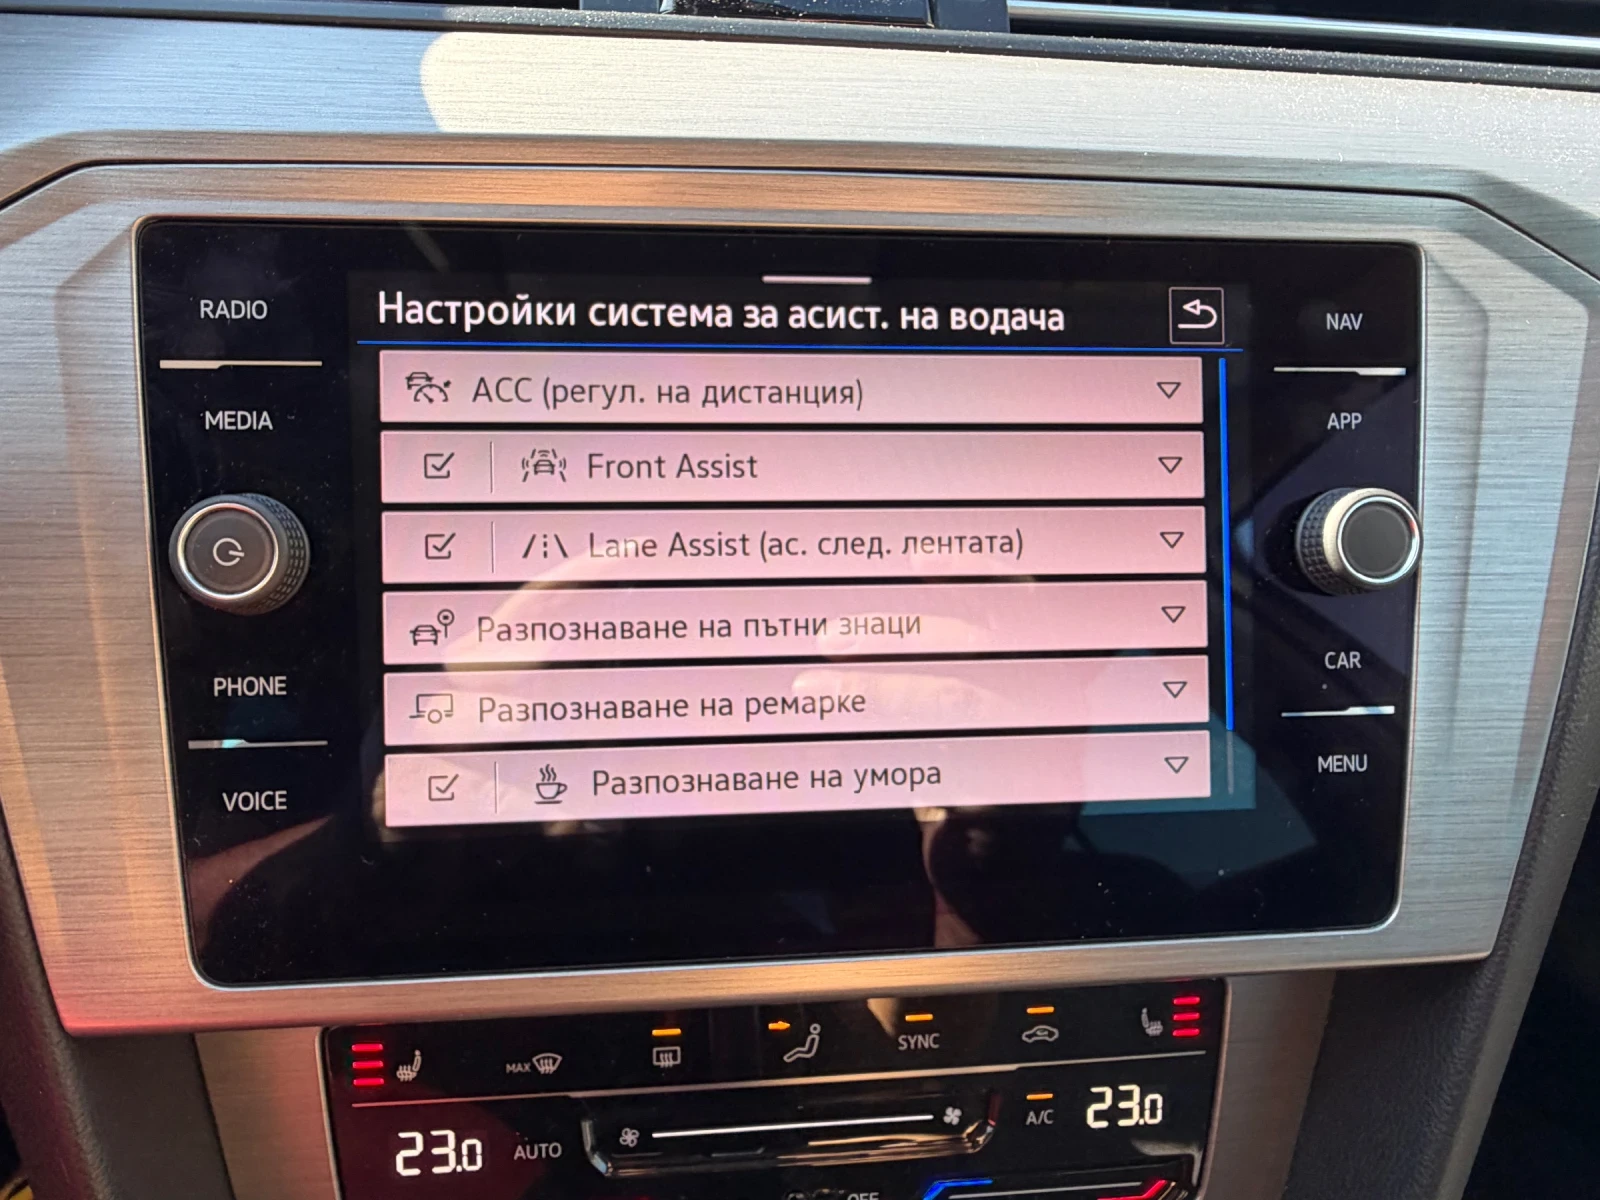 RADIO
MEDIA
PHONE
VOICE
Настройки система за асист. на водача
ACC (регул. на дистанция)
Front Assist
Lane Assist (ас. след. лентата)
Разпознаване на пътни знаци
Разпознаване на ремарке
Разпознаване на умора
NAV
APP
CAR
MENU
MAX
SYNC
23.0
AUTO
A/C
23.0
OFF